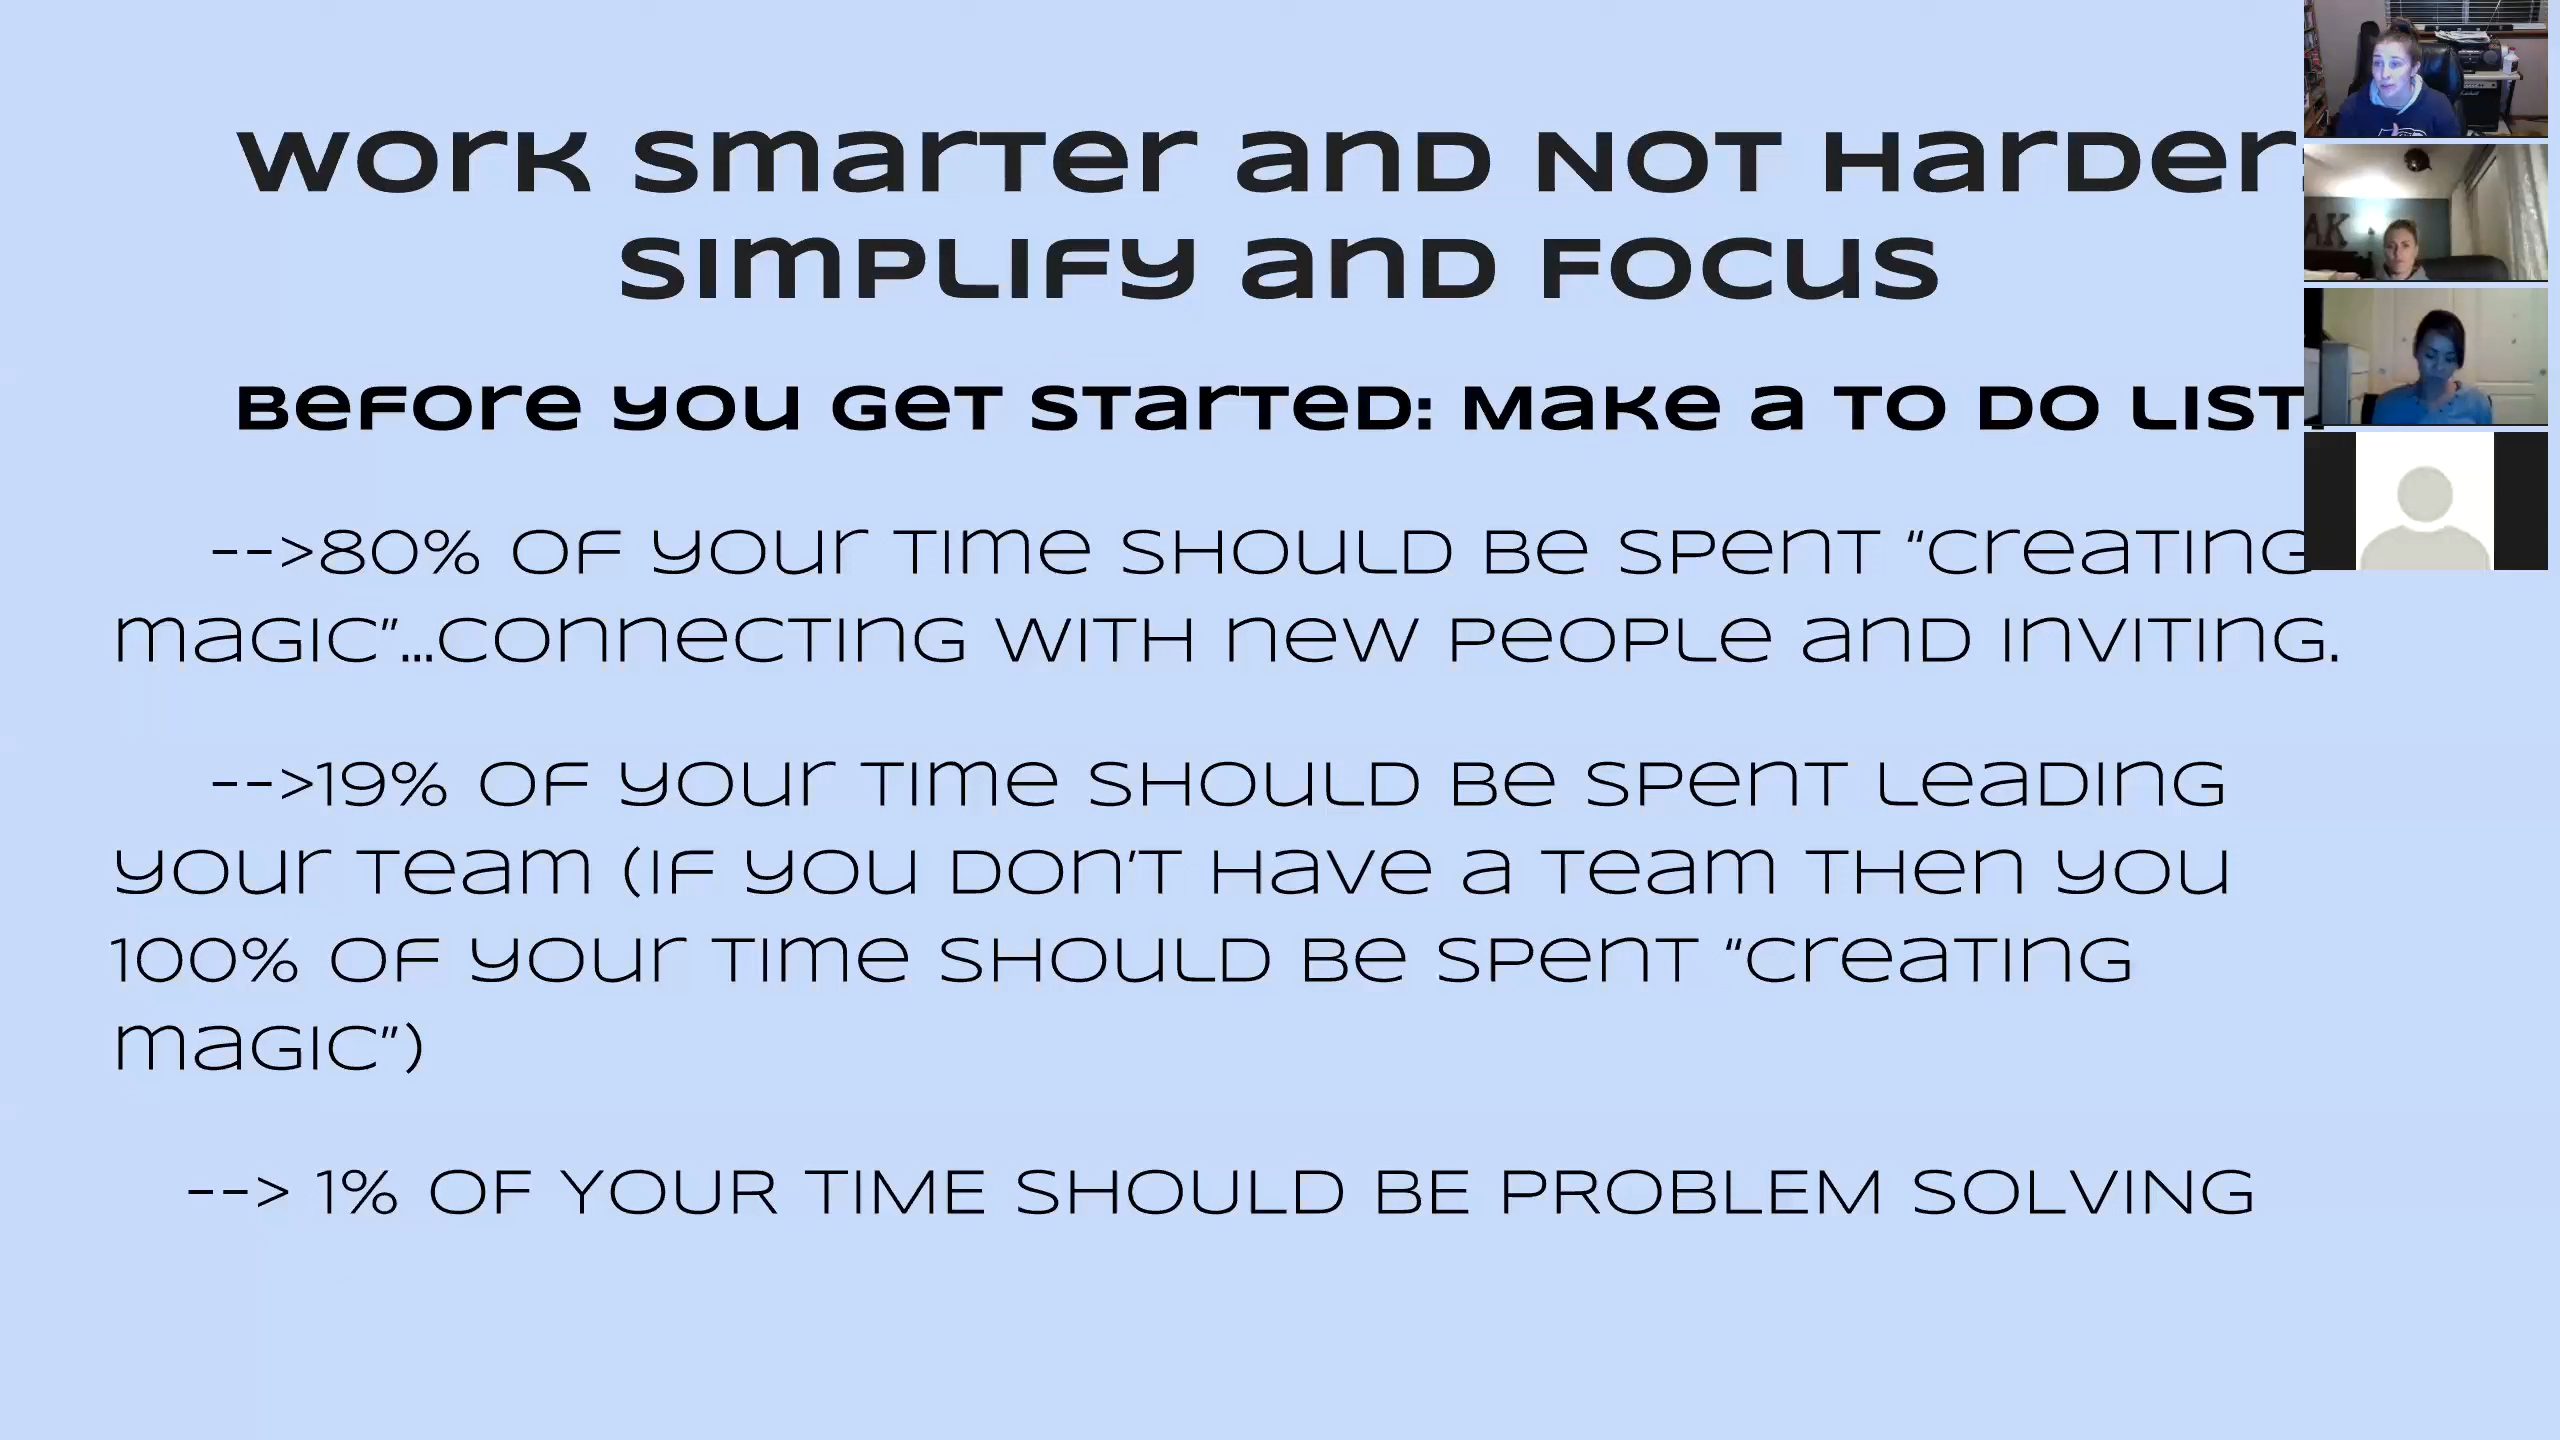 Work Smarter and NOT Harder:
Simplify and Focus
Before you get started: Make a To Do List.
-->80% of your time should be spent “creating
magic”...connecting with new people and inviting.
-->19% of your time should be spent leading
your team (if you don’t have a team then you
100% of your time should be spent “creating
magic”)
--> 1% OF YOUR TIME SHOULD BE PROBLEM SOLVING